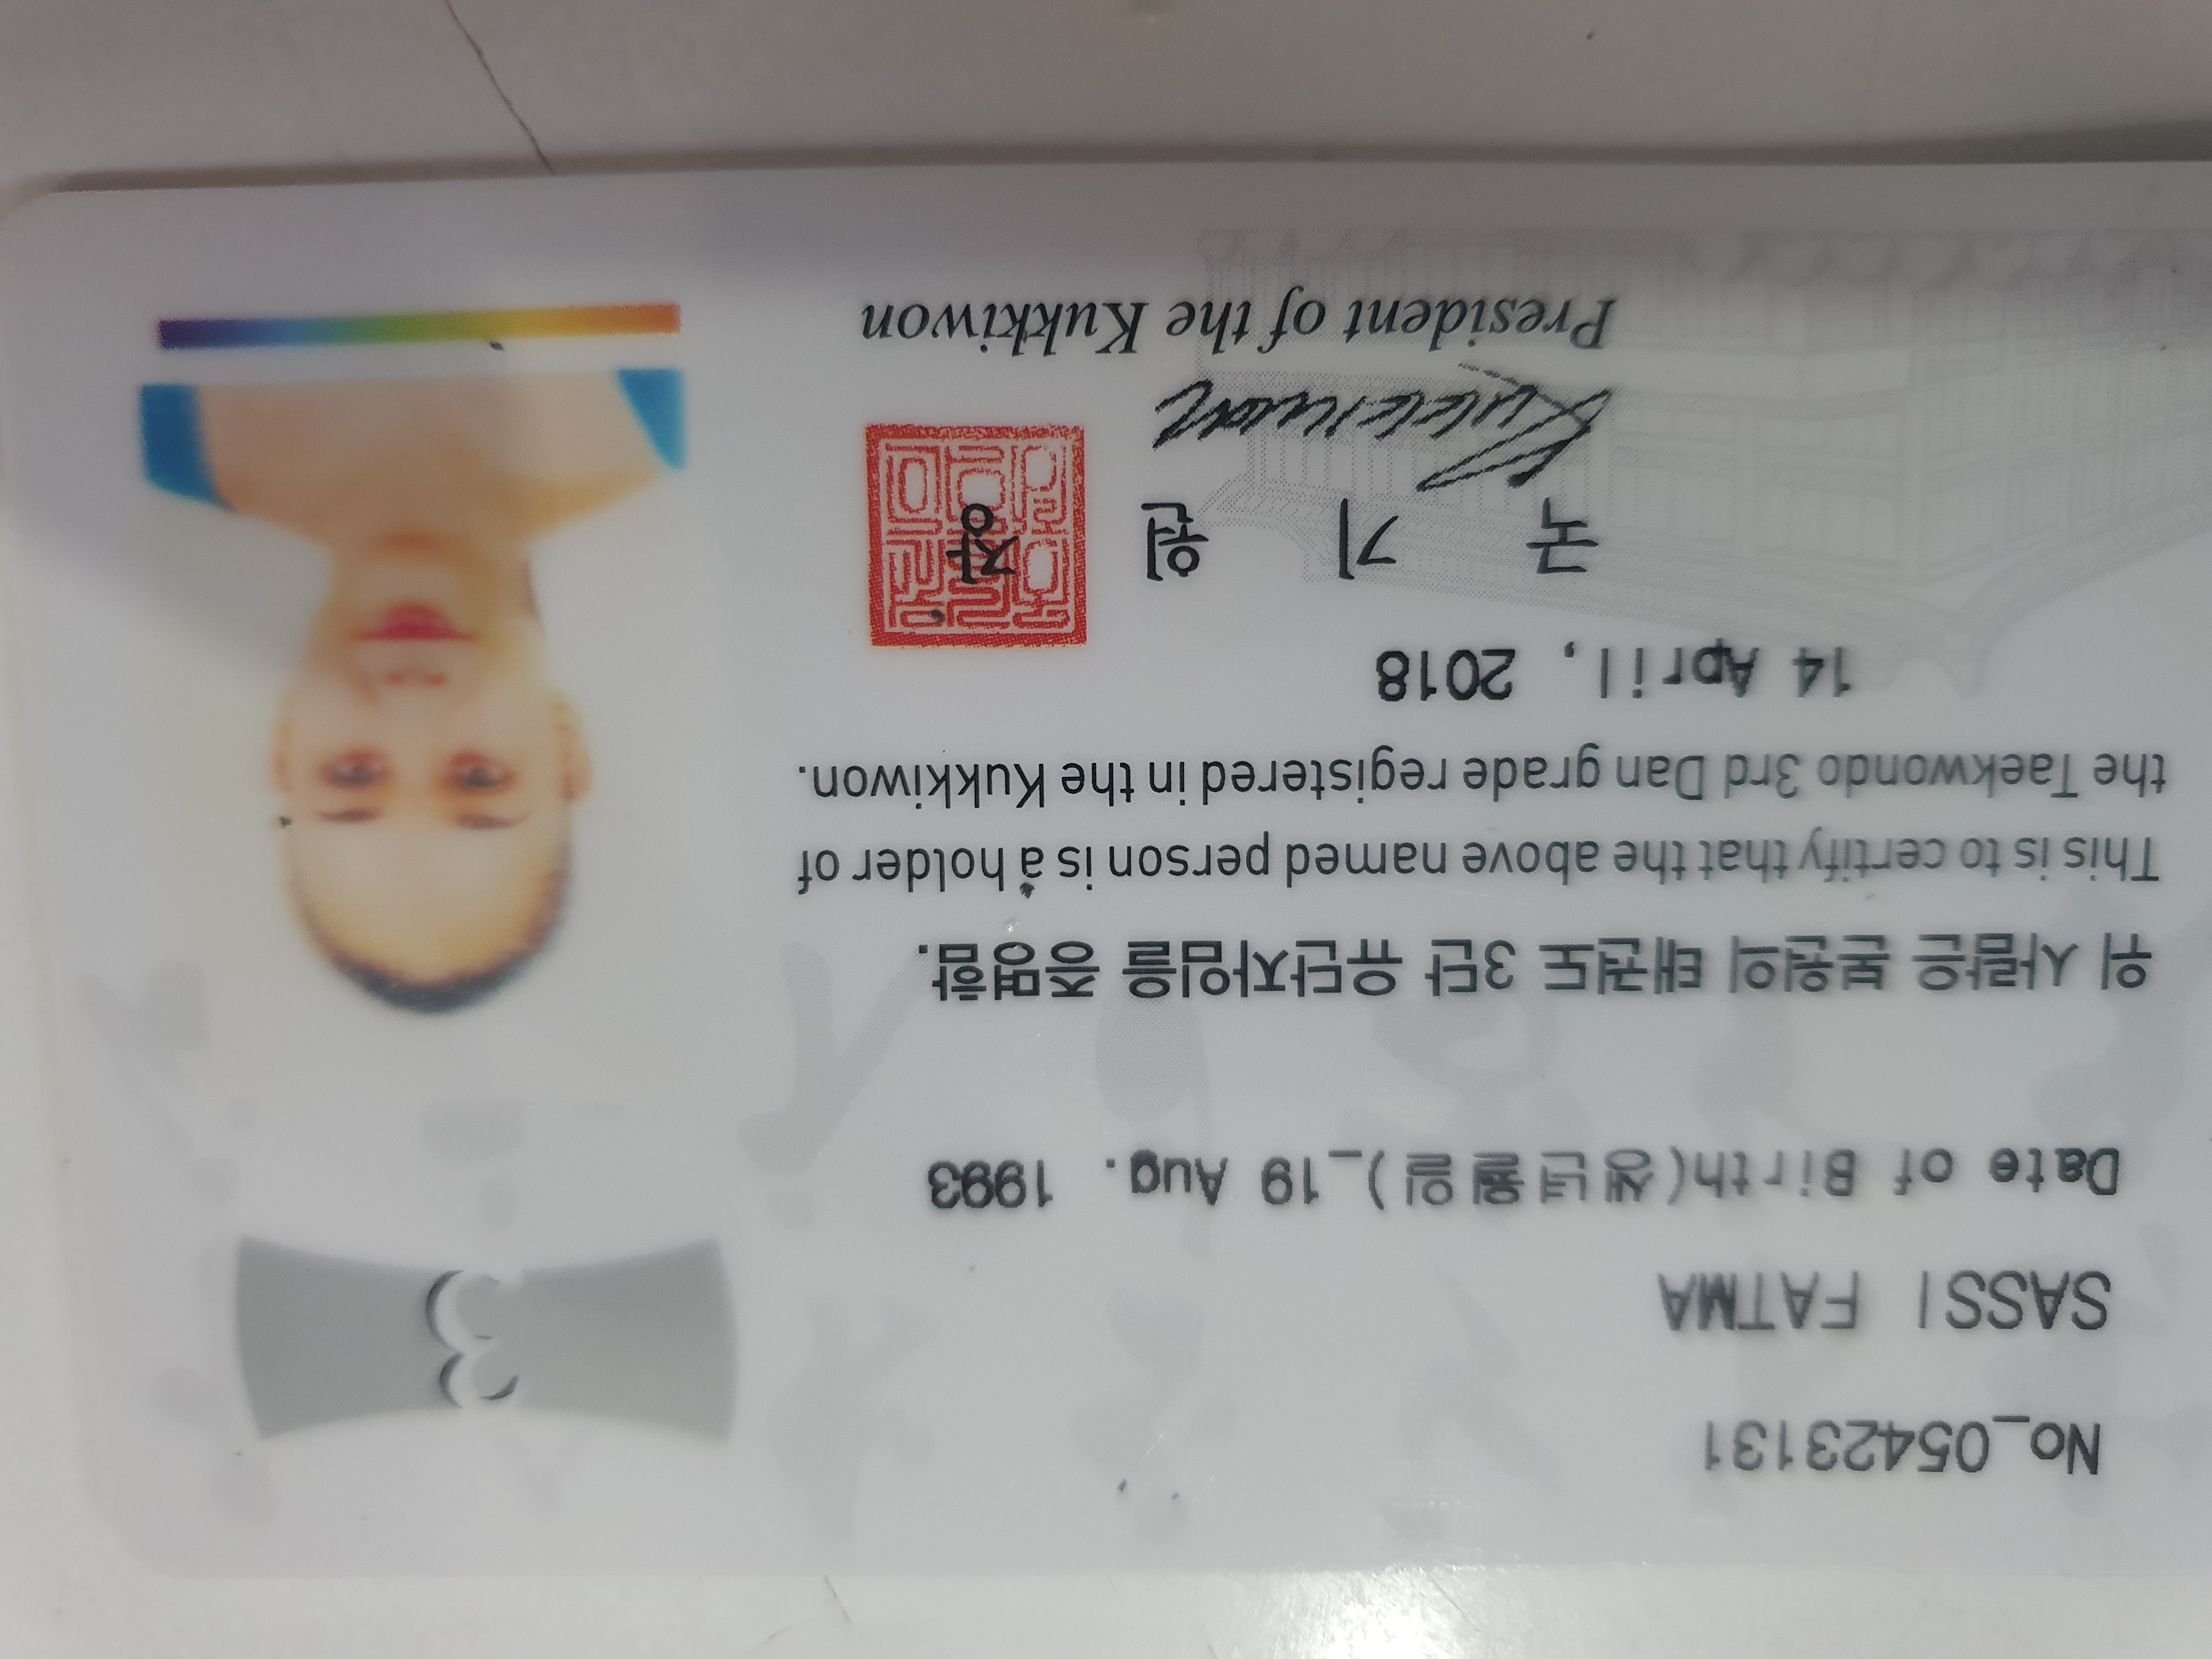 No_05423131
SASSI FATMA
Date of Birth(생년월일)_19 Aug. 1993
위 사람은 본원의 태권도 3단 유단자임을 증명함.
This is to certify that the above named person is a holder of
the Taekwondo 3rd Dan grade registered in the Kukkiwon.
14 April, 2018
국 기 원 장
Kukkiwon
President of the Kukkiwon
3